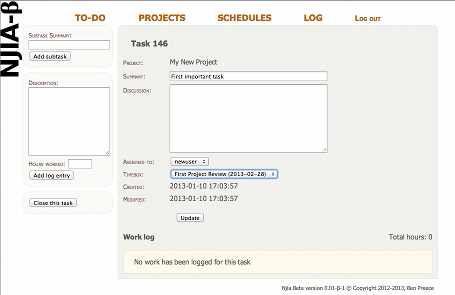 NJIA-β
TO-DO PROJECTS SCHEDULES LOG LOG OUT
SUBTASK SUMMARY:
Add subtask
DESCRIPTION:
HOURS WORKED:
Add log entry
Close this task
Task 146
PROJECT: My New Project
SUMMARY: First important task
DISCUSSION:
ASSIGNED TO: newuser
TIMEBOX: First Project Review (2013-02-28)
CREATED: 2013-01-10 17:03:57
MODIFIED: 2013-01-10 17:03:57
Update
Work log Total hours: 0
No work has been logged for this task
Njia Beta version 0.01-β-1 © Copyright 2012-2013, Ben Preece